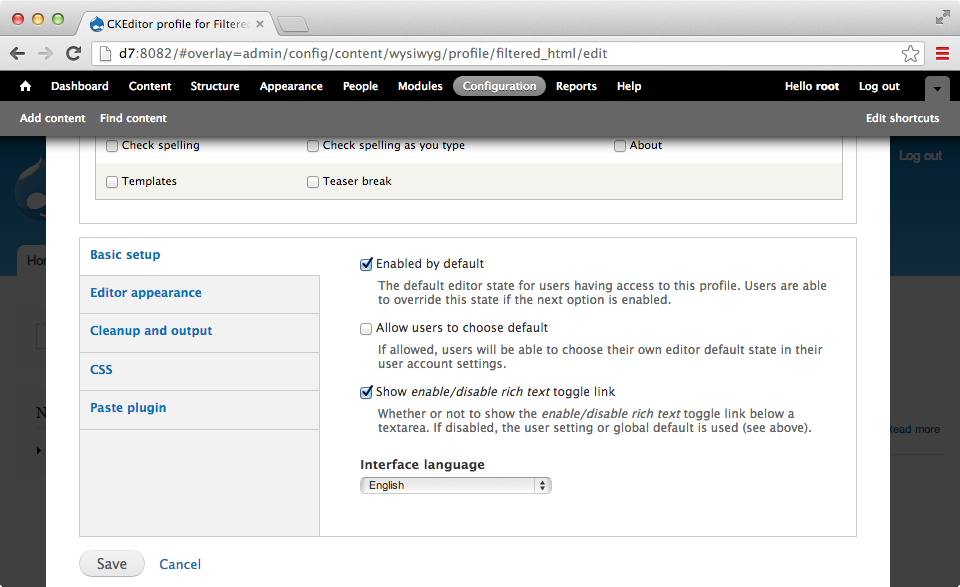 CKEditor profile for Filtered
d7:8082/#overlay=admin/config/content/wysiwyg/profile/filtered_html/edit
Dashboard Content Structure Appearance People Modules Configuration Reports Help Hello root Log out
Add content Find content Edit shortcuts
Check spelling Check spelling as you type About
Log out
Templates Teaser break
Basic setup
Editor appearance
Cleanup and output
CSS
Paste plugin
Enabled by default
The default editor state for users having access to this profile. Users are able
to override this state if the next option is enabled.
Allow users to choose default
If allowed, users will be able to choose their own editor default state in their
user account settings.
Show enable/disable rich text toggle link
Whether or not to show the enable/disable rich text toggle link below a
textarea. If disabled, the user setting or global default is used (see above).
Read more
Interface language
English
Save Cancel